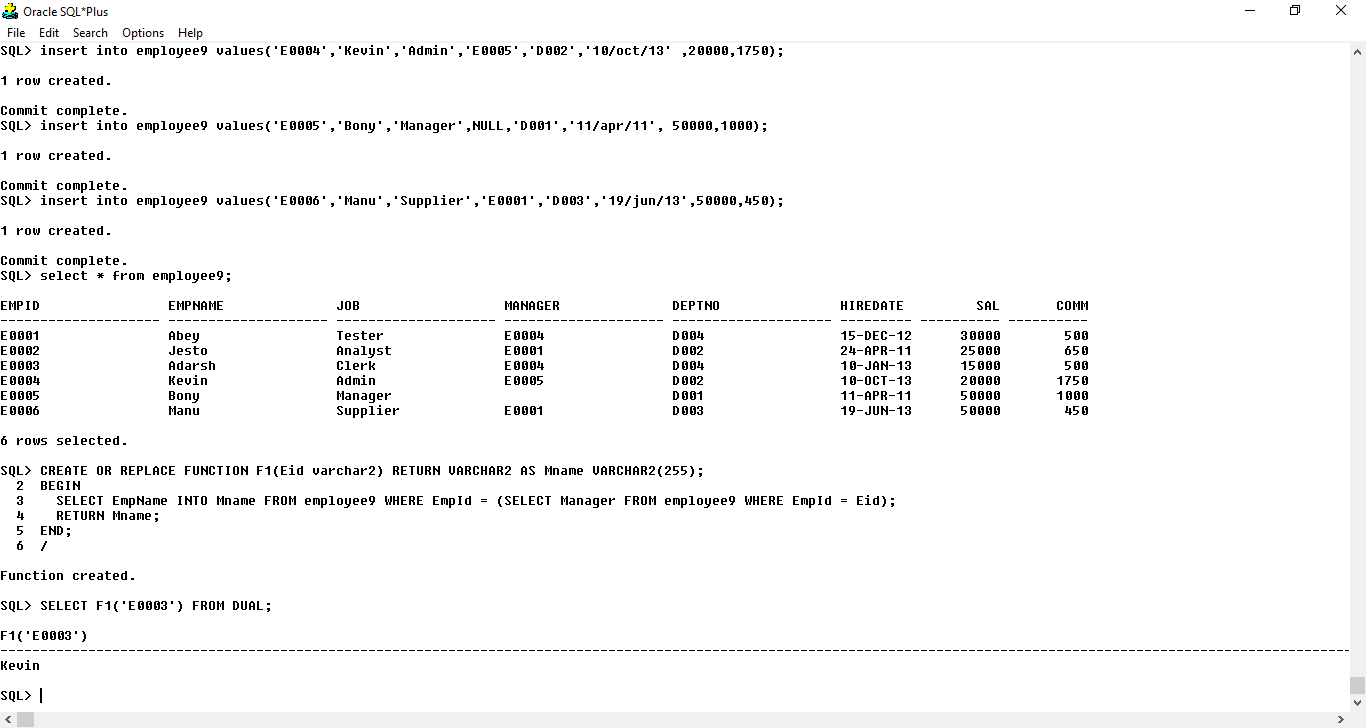 Oracle SQL*Plus
File Edit Search Options Help
SQL> insert into employee9 values('E0004','Kevin','Admin','E0005','D002','10/oct/13' ,20000,1750);
1 row created.
Commit complete.
SQL> insert into employee9 values('E0005','Bony','Manager',NULL,'D001','11/apr/11', 50000,1000);
1 row created.
Commit complete.
SQL> insert into employee9 values('E0006','Manu','Supplier','E0001','D003','19/jun/13',50000,450);
1 row created.
Commit complete.
SQL> select * from employee9;
EMPID EMPNAME JOB MANAGER DEPTNO HIREDATE SAL COMM
-------------------- -------------------- -------------------- -------------------- -------------------- --------- ---------- ----------
E0001 Abey Tester E0004 D004 15-DEC-12 30000 500
E0002 Jesto Analyst E0001 D002 24-APR-11 25000 650
E0003 Adarsh Clerk E0004 D004 10-JAN-13 15000 500
E0004 Kevin Admin E0005 D002 10-OCT-13 20000 1750
E0005 Bony Manager D001 11-APR-11 50000 1000
E0006 Manu Supplier E0001 D003 19-JUN-13 50000 450
6 rows selected.
SQL> CREATE OR REPLACE FUNCTION F1(Eid varchar2) RETURN VARCHAR2 AS Mname VARCHAR2(255);
2 BEGIN
3 SELECT EmpName INTO Mname FROM employee9 WHERE EmpId = (SELECT Manager FROM employee9 WHERE EmpId = Eid);
4 RETURN Mname;
5 END;
6 /
Function created.
SQL> SELECT F1('E0003') FROM DUAL;
F1('E0003')
--------------------------------------------------------------------------------
Kevin
SQL>